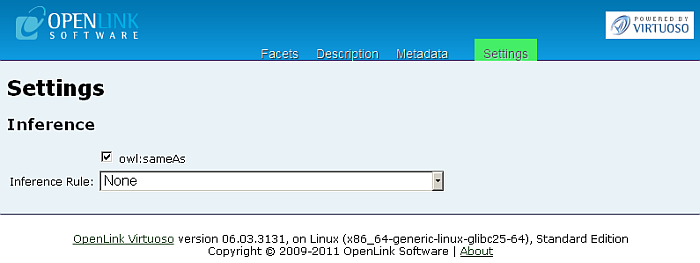 OPENLINK
SOFTWARE
POWERED BY
VIRTUOSO
Facets Description Metadata Settings
Settings
Inference
owl:sameAs
Inference Rule: None
OpenLink Virtuoso version 06.03.3131, on Linux (x86_64-generic-linux-glibc25-64), Standard Edition
Copyright © 2009-2011 OpenLink Software | About